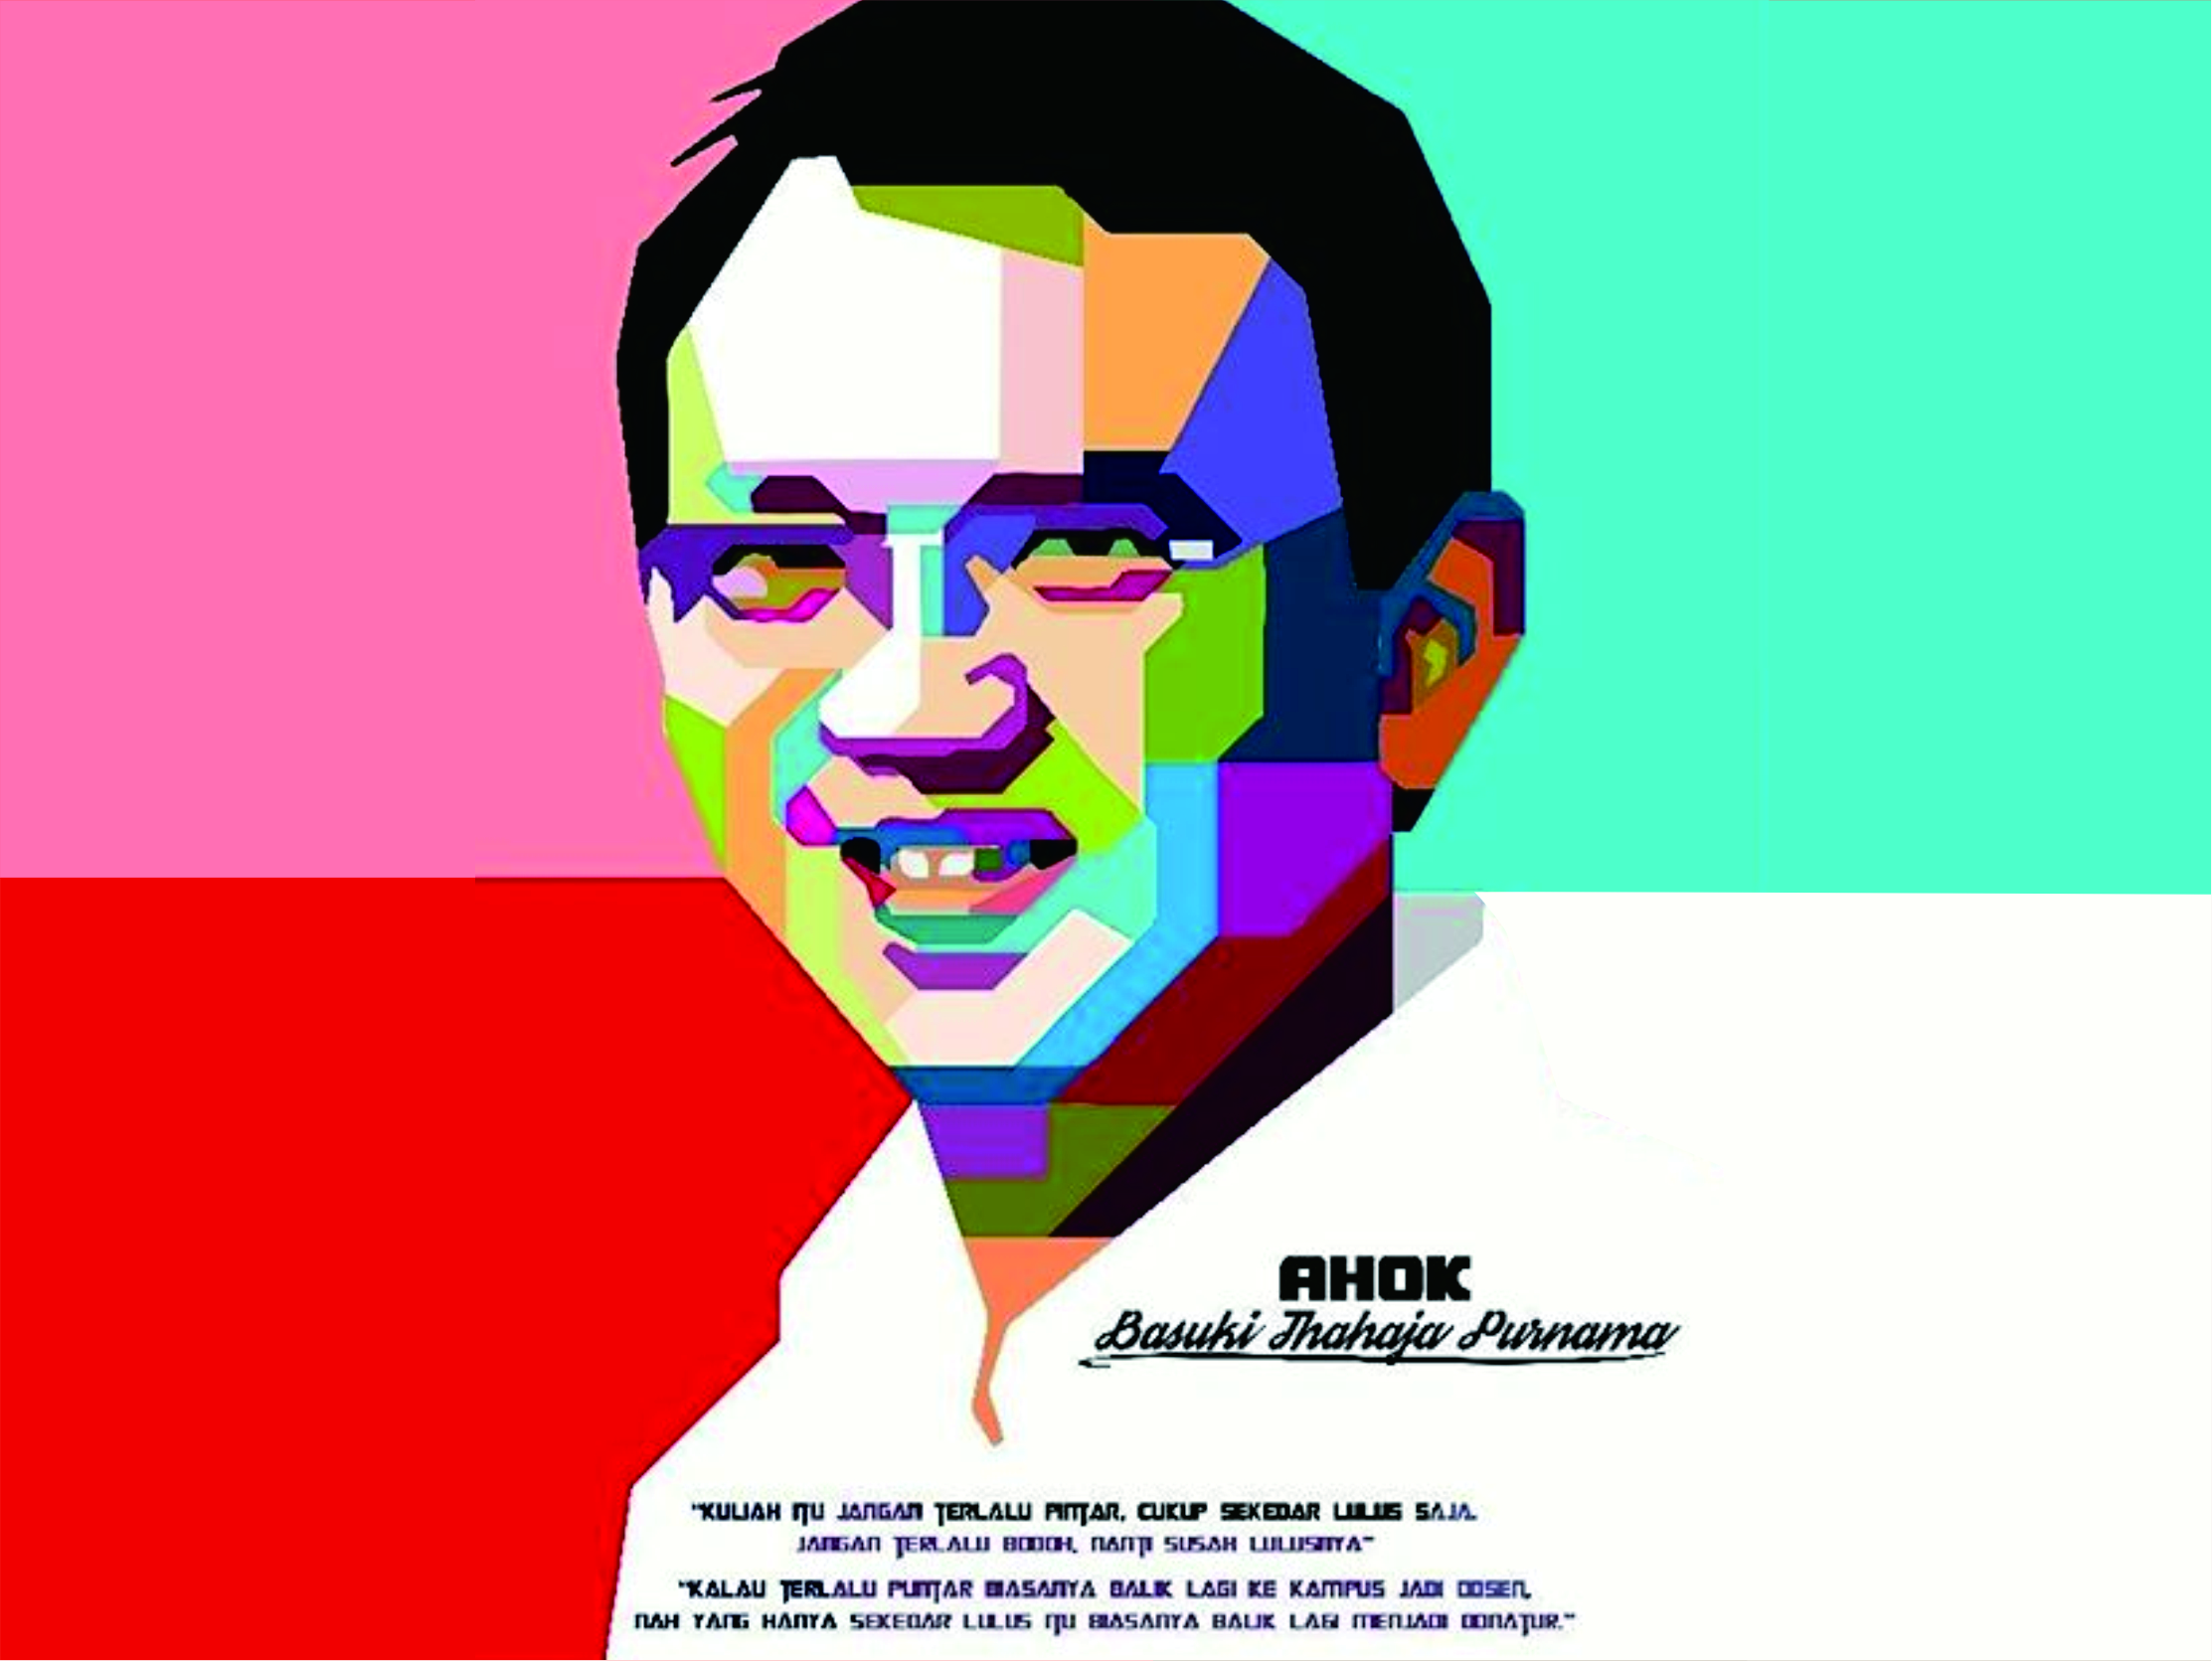 AHOK
Basuki Thahaja Purnama
"KULIAH ITU JANGAN TERLALU PINTAR, CUKUP SEKEDAR LULUS SAJA.
JANGAN TERLALU BODOH, NANTI SUSAH LULUSNYA"
"KALAU TERLALU PUNTAR BIASANYA BALIK LAGI KE KAMPUS JADI DOSEN,
NAH YANG HANYA SEKEDAR LULUS ITU BIASANYA BALIK LAGI MENJADI DONATUR."